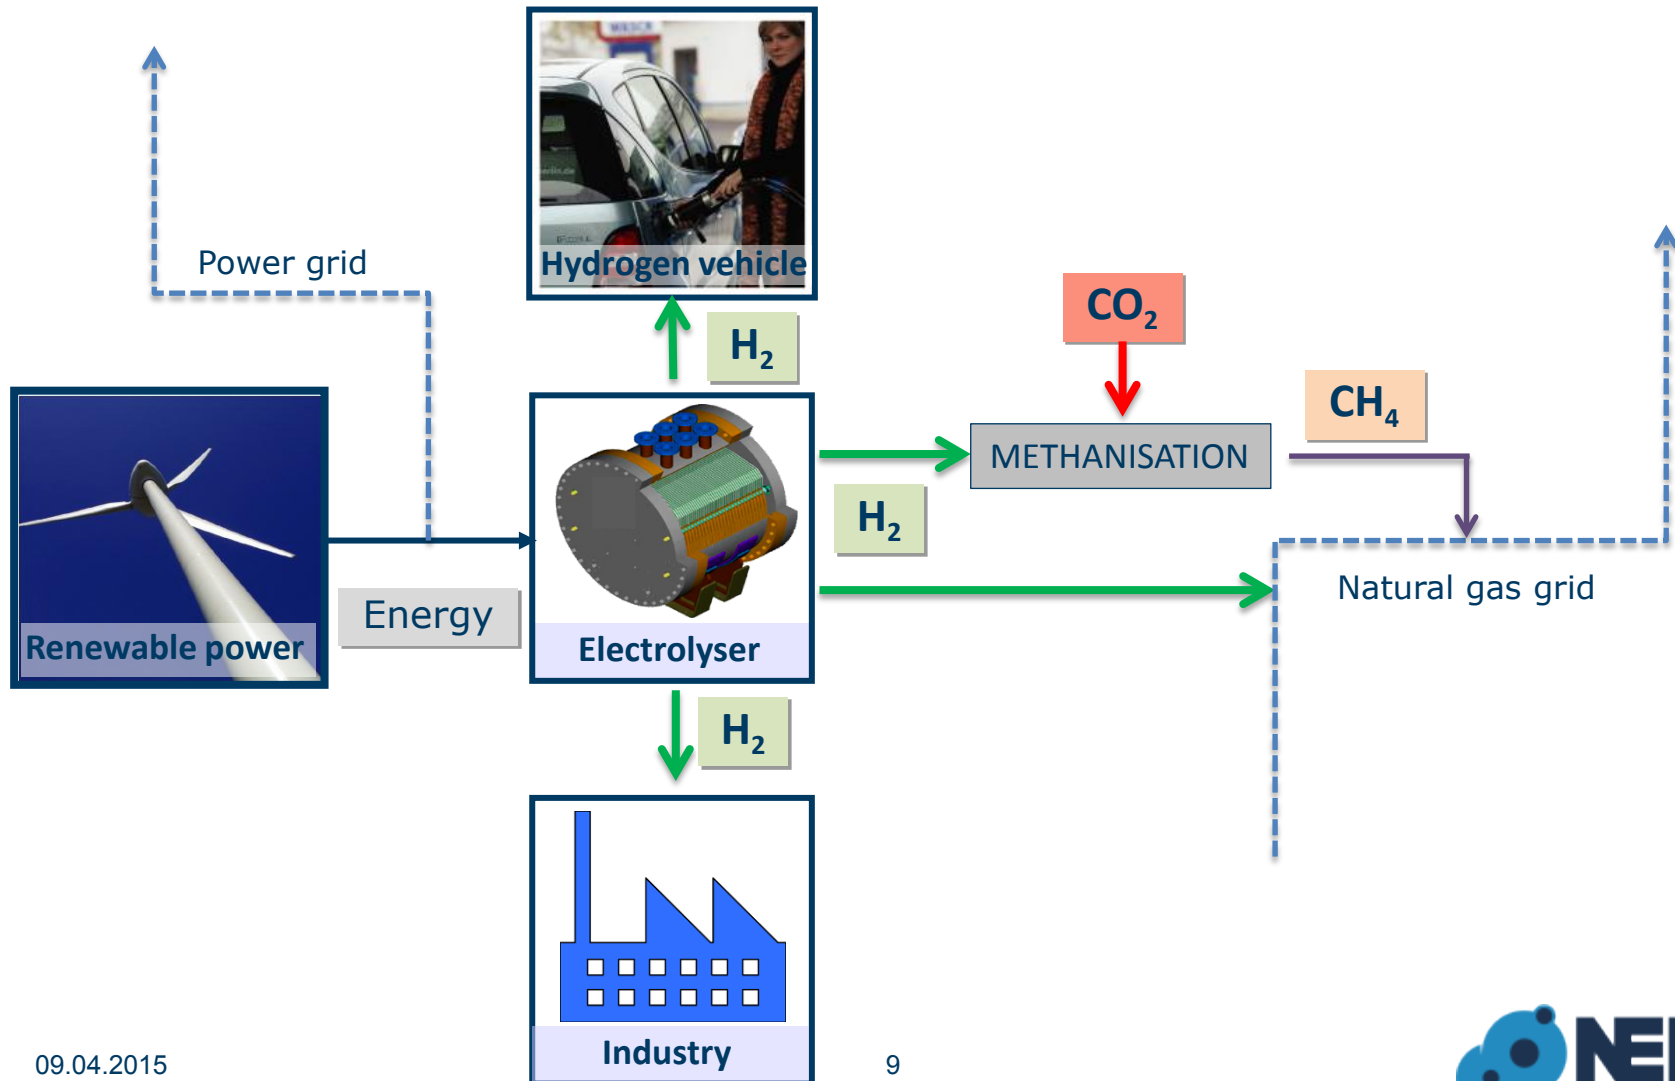 Power grid
Hydrogen vehicle
H₂
CO₂
CH₄
METHANISATION
H₂
Energy
Natural gas grid
Renewable power
Electrolyser
H₂
Industry
09.04.2015
9